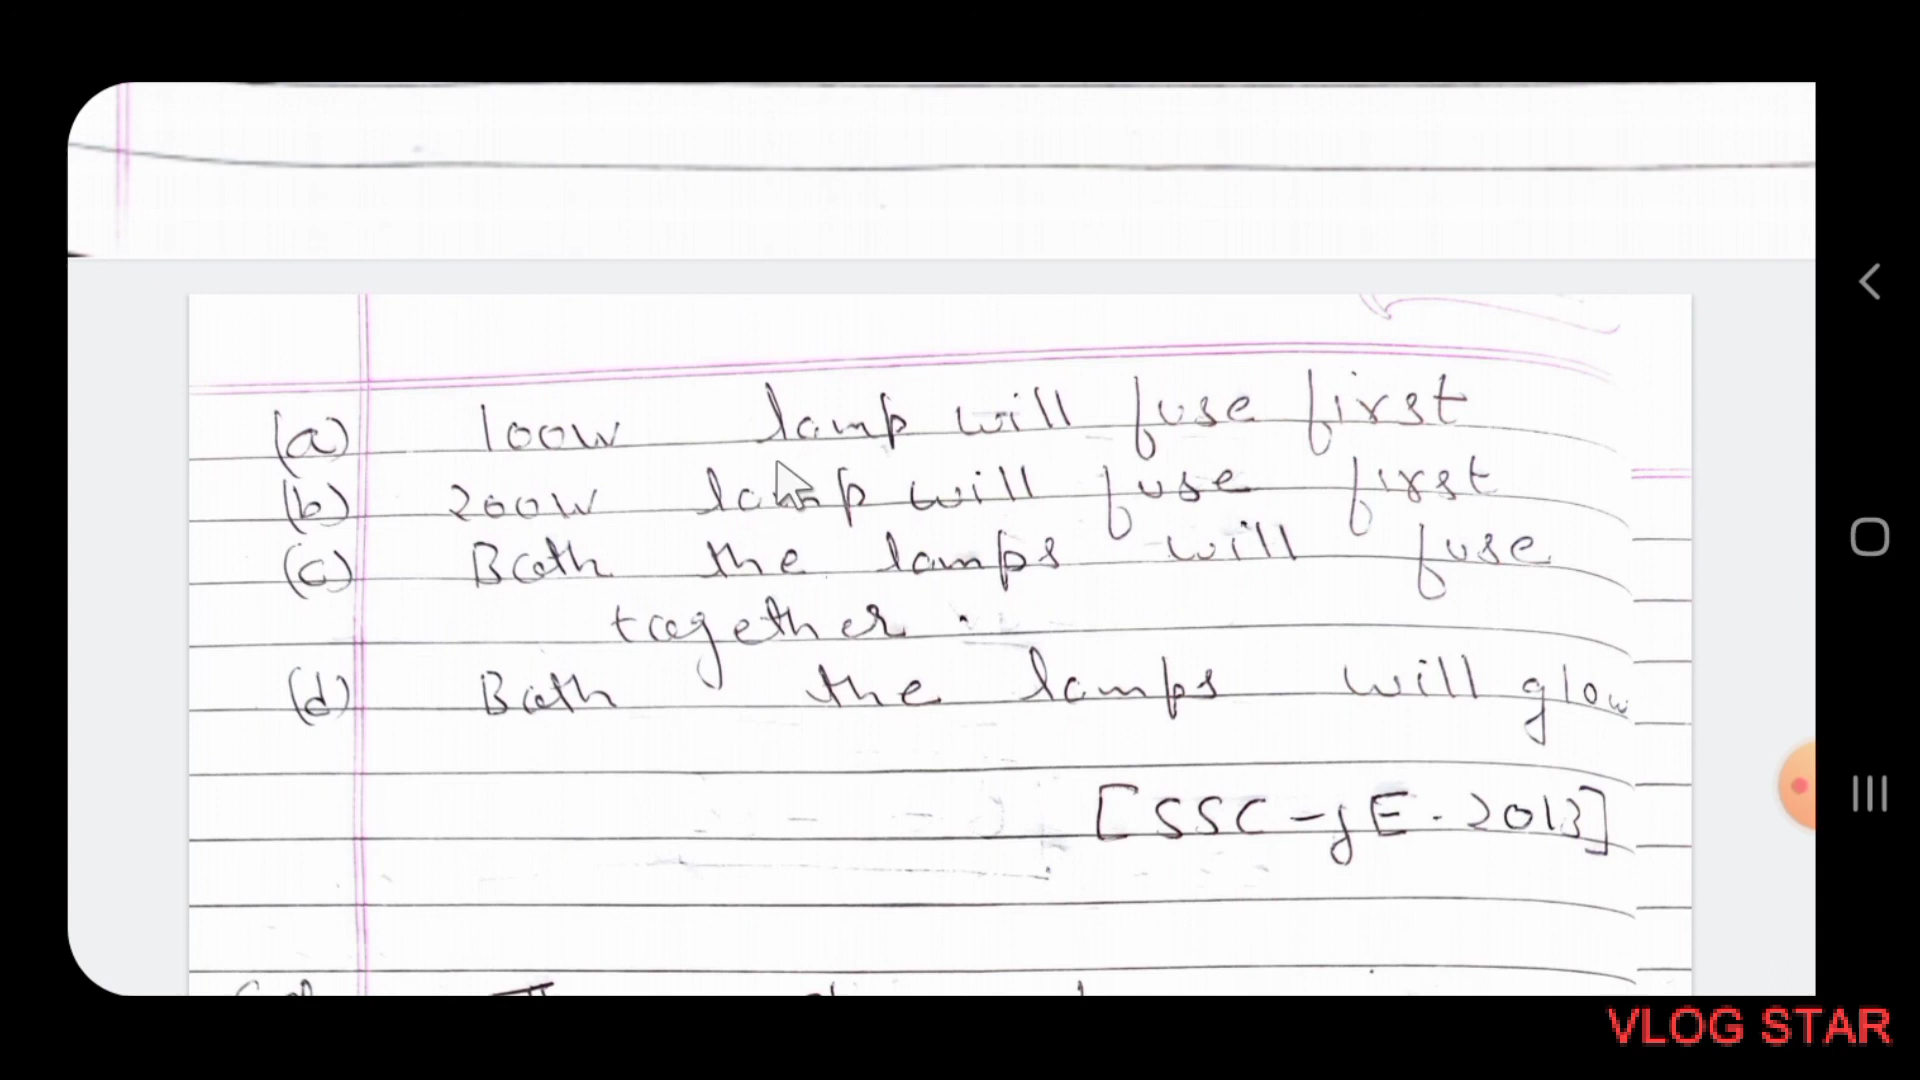 (a) 100W lamp will fuse first
(b) 200W lamp will fuse first
(c) Both the lamps will fuse
together.
(d) Both the lamps will glow
[SSC-JE-2013]
VLOG STAR